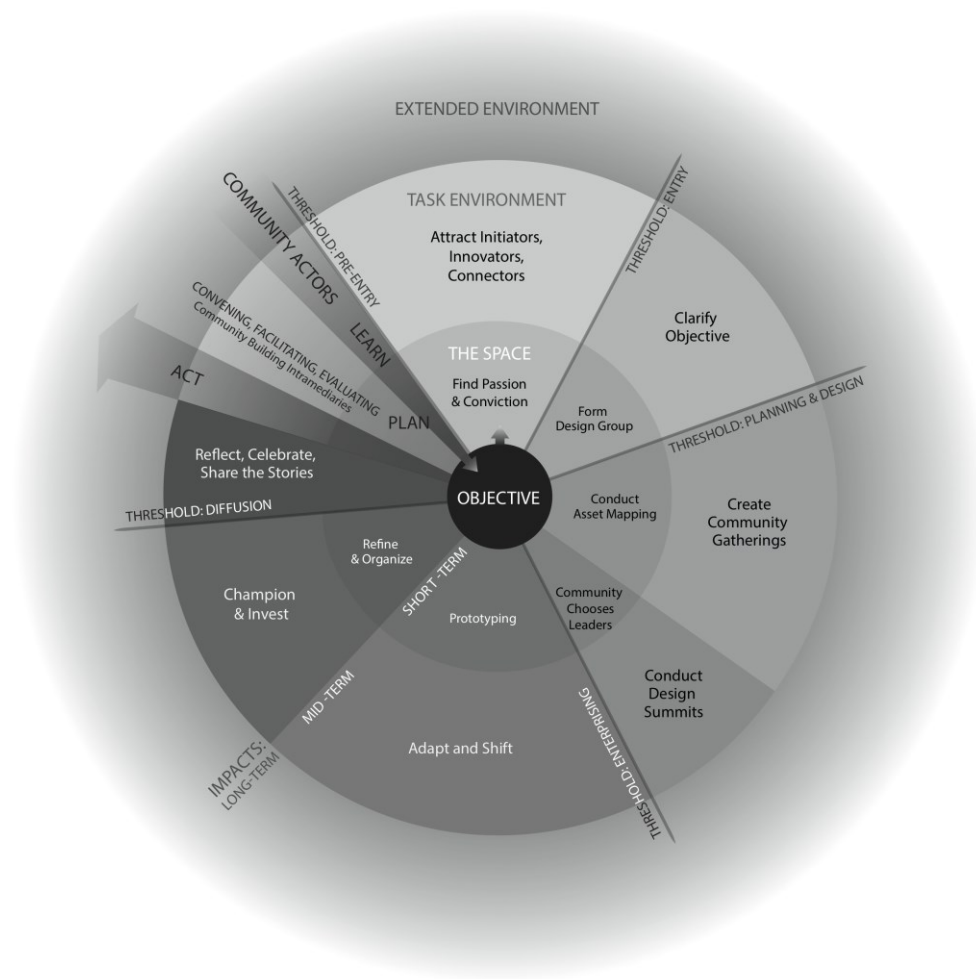 EXTENDED ENVIRONMENT
TASK ENVIRONMENT
Attract Initiators,
Innovators,
Connectors
THE SPACE
Find Passion
& Conviction
THRESHOLD: ENTRY
Clarify
Objective
Form
Design Group
THRESHOLD: PLANNING & DESIGN
Create
Community
Gatherings
Conduct
Asset Mapping
Conduct
Design
Summits
Community
Chooses
Leaders
THRESHOLD: ENTERPRISING
Prototyping
Adapt and Shift
SHORT -TERM
MID -TERM
IMPACTS:
LONG-TERM
Refine
& Organize
Champion
& Invest
THRESHOLD: DIFFUSION
Reflect, Celebrate,
Share the Stories
ACT
PLAN
CONVENING, FACILITATING, EVALUATING
Community Building Intramediaries
COMMUNITY ACTORS
LEARN
THRESHOLD: PRE-ENTRY
OBJECTIVE